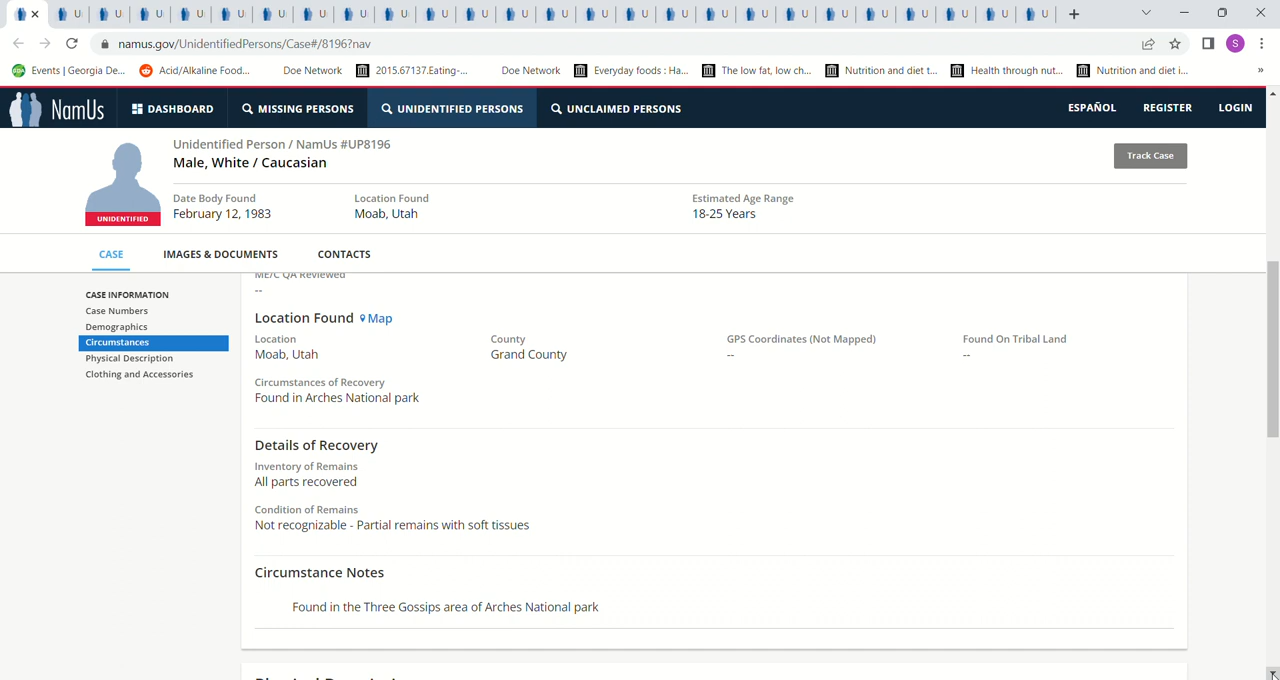 U U U U U U U U U U U U U U U U U U U U U U U U U
namus.gov/UnidentifiedPersons/Case#/8196?nav
S
Events | Georgia De... Acid/Alkaline Food... Doe Network 2015.67137.Eating-... Doe Network Everyday foods : Ha... The low fat, low ch... Nutrition and diet t... Health through nut... Nutrition and diet i... »
NamUs DASHBOARD MISSING PERSONS UNIDENTIFIED PERSONS UNCLAIMED PERSONS ESPAÑOL REGISTER LOGIN
Unidentified Person / NamUs #UP8196
Male, White / Caucasian
Track Case
Date Body Found Location Found Estimated Age Range
February 12, 1983 Moab, Utah 18-25 Years
UNIDENTIFIED
CASE IMAGES & DOCUMENTS CONTACTS
CASE INFORMATION
Case Numbers
Demographics
Circumstances
Physical Description
Clothing and Accessories
ME/C QA Reviewed
--
Location Found Map
Location County GPS Coordinates (Not Mapped) Found On Tribal Land
Moab, Utah Grand County -- --
Circumstances of Recovery
Found in Arches National park
Details of Recovery
Inventory of Remains
All parts recovered
Condition of Remains
Not recognizable - Partial remains with soft tissues
Circumstance Notes
Found in the Three Gossips area of Arches National park